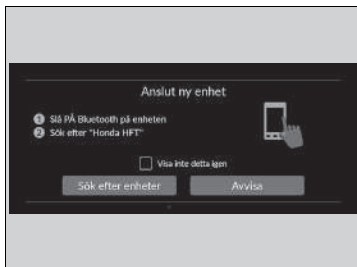 Anslut ny enhet
1 Slå PÅ Bluetooth på enheten
2 Sök efter "Honda HFT"
Visa inte detta igen
Sök efter enheter
Avvisa